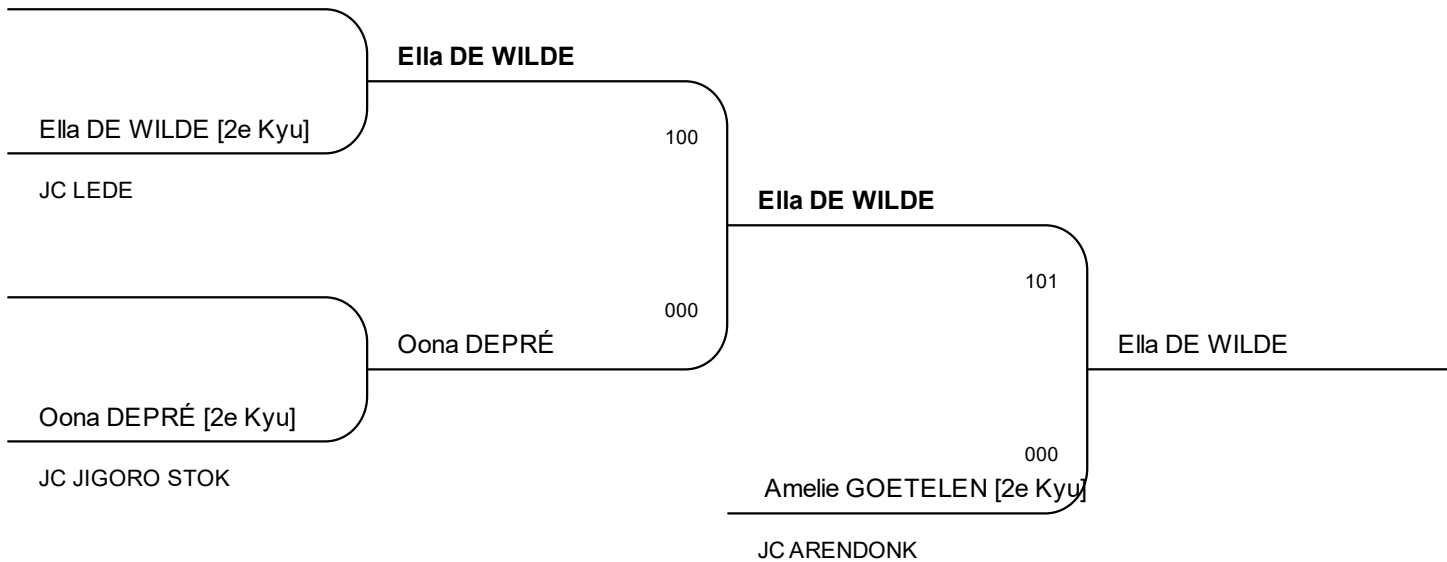 Ella DE WILDE
Ella DE WILDE [2e Kyu]
100
JC LEDE
Ella DE WILDE
101
000
Oona DEPRÉ
Ella DE WILDE
Oona DEPRÉ [2e Kyu]
000
JC JIGORO STOK
Amelie GOETELEN [2e Kyu]
JC ARENDONK